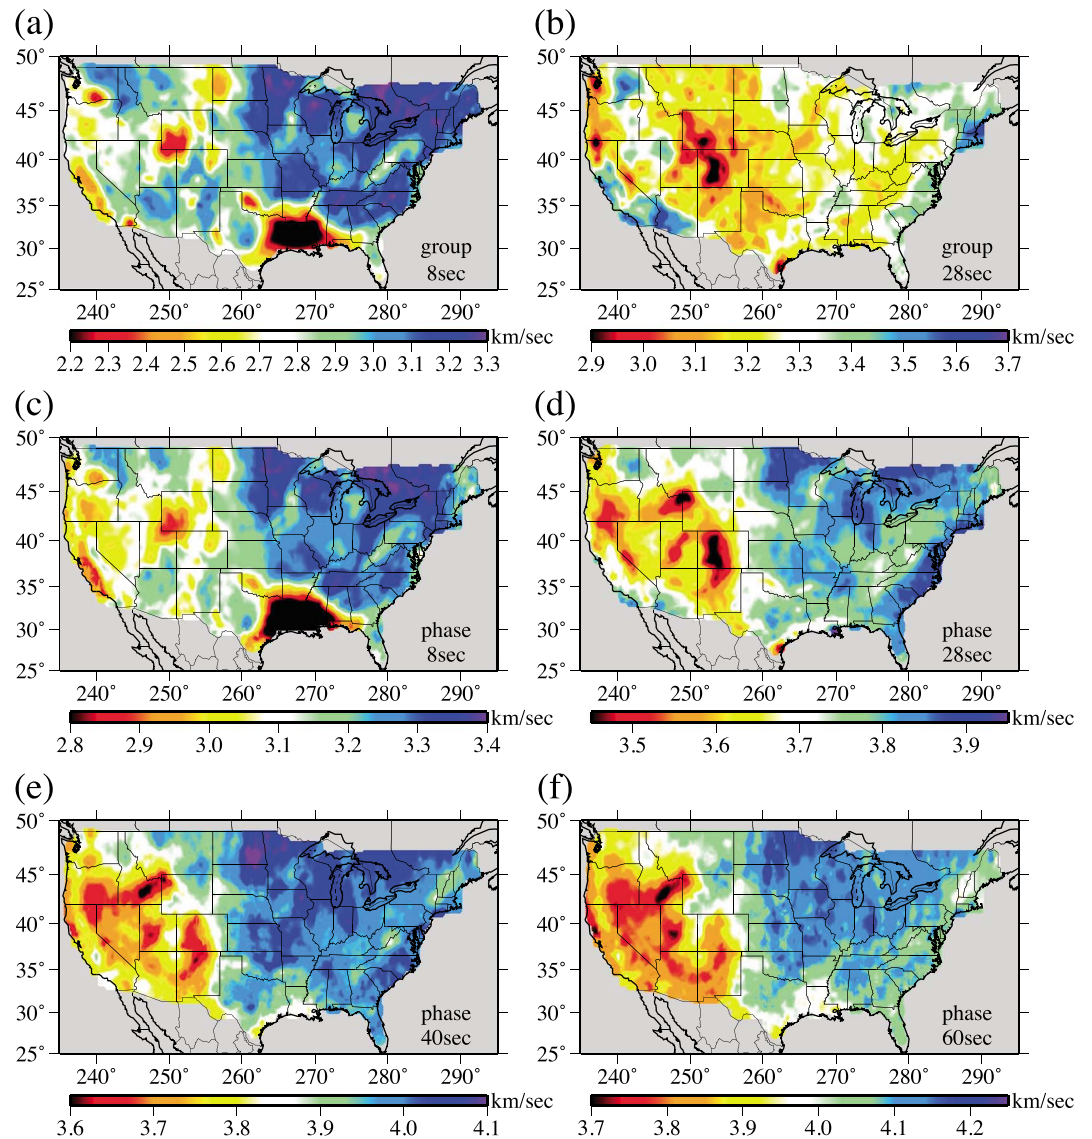 (a)
50°
45°
40°
35°
30°
25°
group
8sec
240° 250° 260° 270° 280° 290°
km/sec
2.2 2.3 2.4 2.5 2.6 2.7 2.8 2.9 3.0 3.1 3.2 3.3
(b)
50°
45°
40°
35°
30°
25°
group
28sec
240° 250° 260° 270° 280° 290°
km/sec
2.9 3.0 3.1 3.2 3.3 3.4 3.5 3.6 3.7
(c)
50°
45°
40°
35°
30°
25°
phase
8sec
240° 250° 260° 270° 280° 290°
km/sec
2.8 2.9 3.0 3.1 3.2 3.3 3.4
(d)
50°
45°
40°
35°
30°
25°
phase
28sec
240° 250° 260° 270° 280° 290°
km/sec
3.5 3.6 3.7 3.8 3.9
(e)
50°
45°
40°
35°
30°
25°
phase
40sec
240° 250° 260° 270° 280° 290°
km/sec
3.6 3.7 3.8 3.9 4.0 4.1
(f)
50°
45°
40°
35°
30°
25°
phase
60sec
240° 250° 260° 270° 280° 290°
km/sec
3.7 3.8 3.9 4.0 4.1 4.2